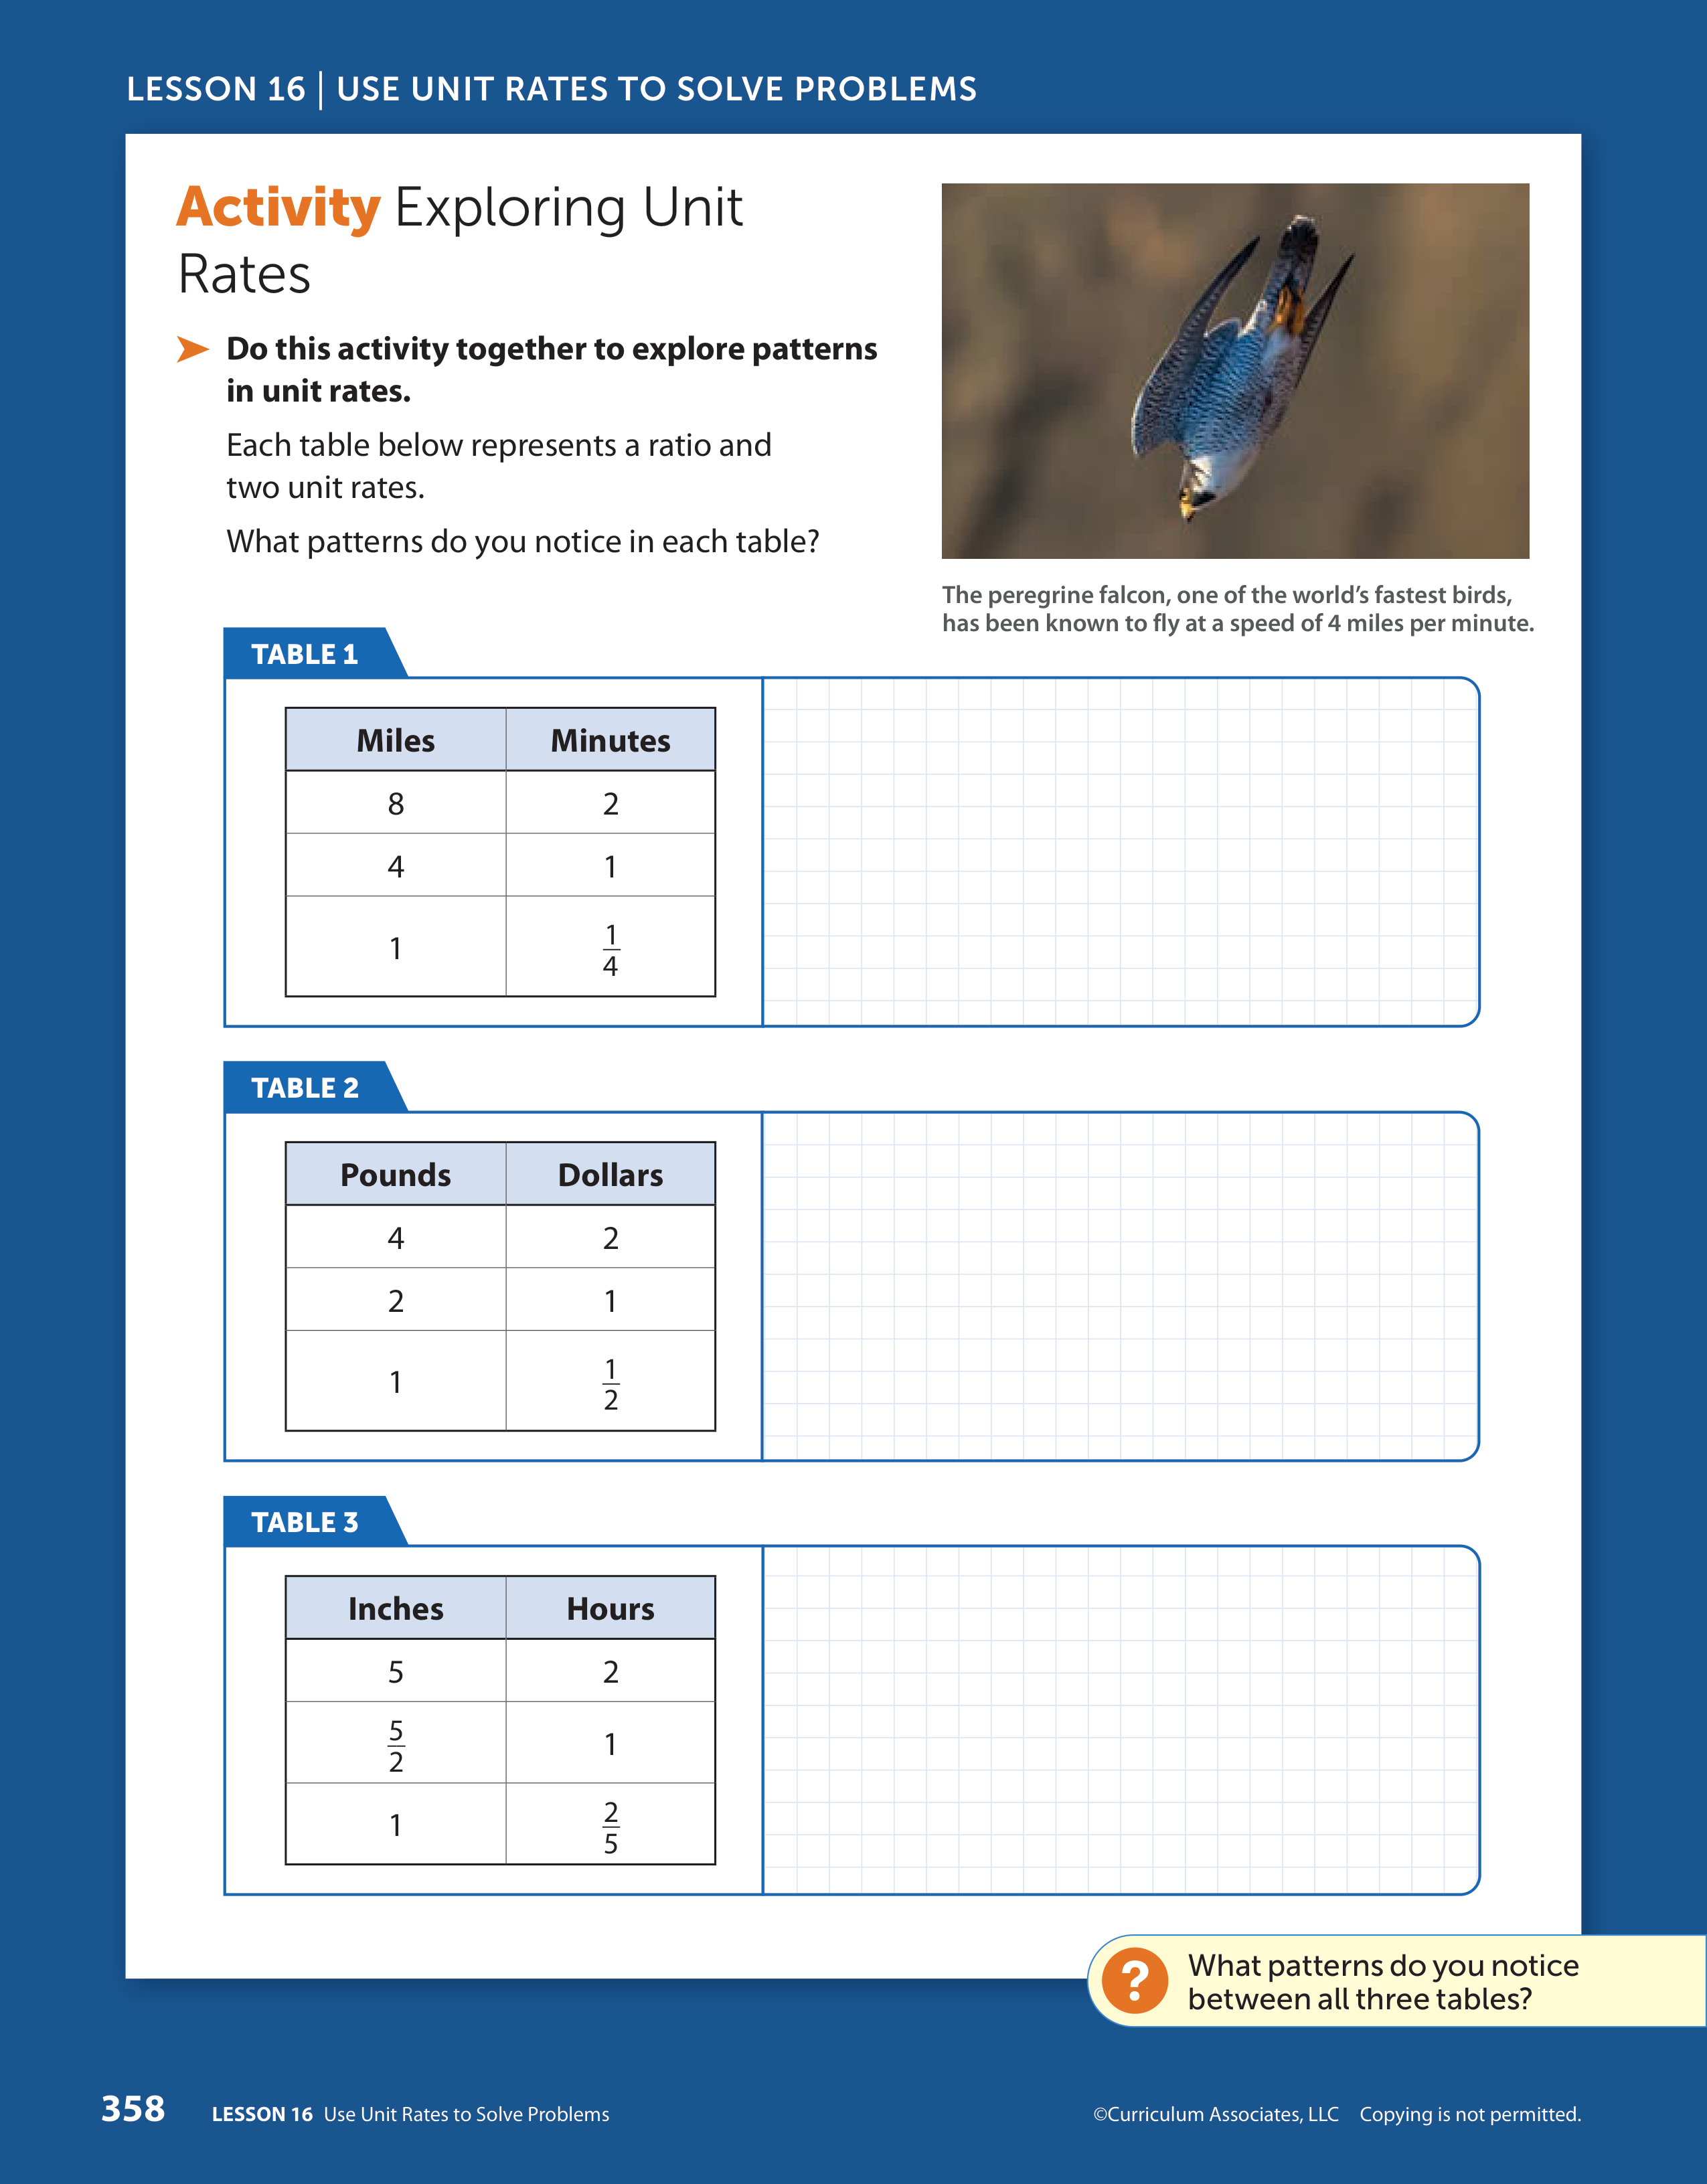 LESSON 16 | USE UNIT RATES TO SOLVE PROBLEMS
Activity Exploring Unit
Rates
Do this activity together to explore patterns
in unit rates.
Each table below represents a ratio and
two unit rates.
What patterns do you notice in each table?
The peregrine falcon, one of the world's fastest birds,
has been known to fly at a speed of 4 miles per minute.
TABLE 1
Miles Minutes
8 2
4 1
1 1/4
TABLE 2
Pounds Dollars
4 2
2 1
1 1/2
TABLE 3
Inches Hours
5 2
5/2 1
1 2/5
?
What patterns do you notice
between all three tables?
358 LESSON 16 Use Unit Rates to Solve Problems ©Curriculum Associates, LLC Copying is not permitted.